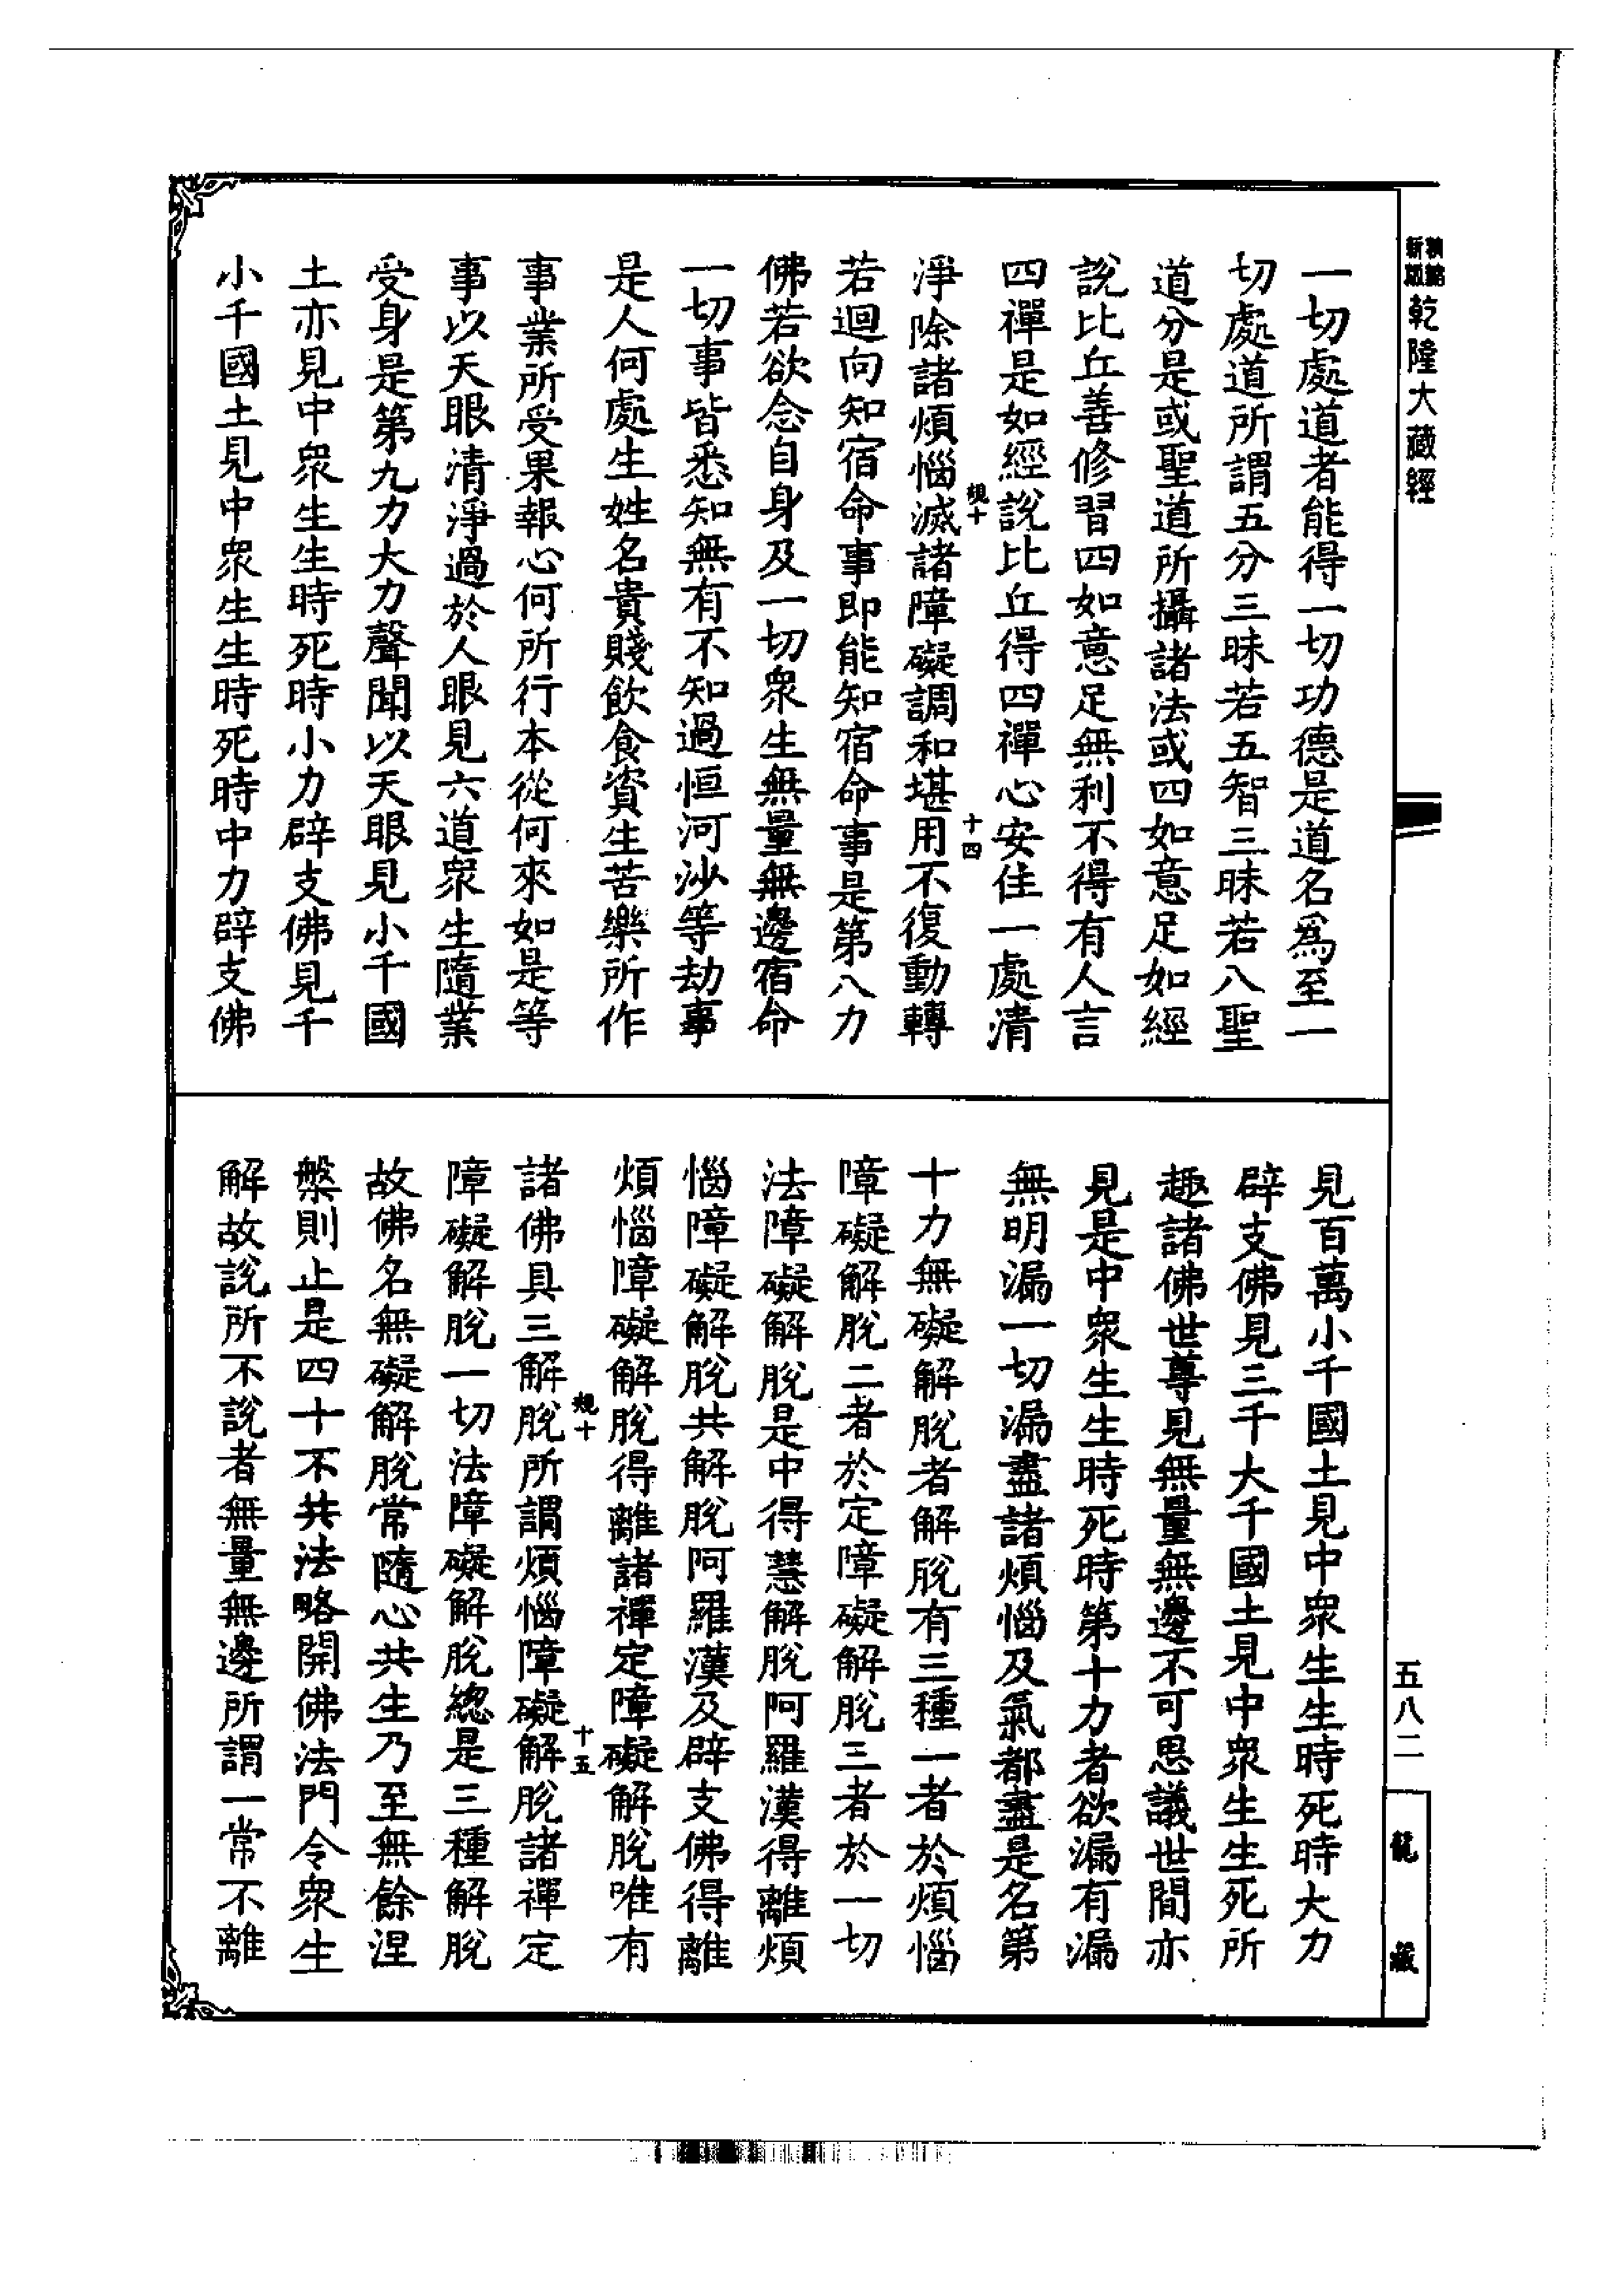 新版 精縮 乾隆大藏經
一切處道者能得一切功德是道名爲至一
切處道所謂五分三昧若五智三昧若八聖
道分是或聖道所攝諸法或四如意足如經
說比丘善修習四如意足無利不得有人言
四禪是如經說比丘得四禪心安住一處清
規十
十四
淨除諸煩惱滅諸障礙調和堪用不復動轉
若迴向知宿命事即能知宿命事是第八力
佛若欲念自身及一切衆生無量無邊宿命
一切事皆悉知無有不知過恒河沙等劫事
是人何處生姓名貴賤飲食資生苦樂所作
事業所受果報心何所行本從何來如是等
事以天眼清淨過於人眼見六道衆生隨業
受身是第九力大力聲聞以天眼見小千國
土亦見中衆生生時死時小力辟支佛見千
小千國土見中衆生生時死時中力辟支佛
見百萬小千國土見中衆生生時死時大力
辟支佛見三千大千國土見中衆生生死所
趣諸佛世尊見無量無邊不可思議世間亦
見是中衆生生時死時第十力者欲漏有漏
無明漏一切漏盡諸煩惱及氣都盡是名第
十力無礙解脫者解脫有三種一者於煩惱
障礙解脫二者於定障礙解脫三者於一切
法障礙解脫是中得慧解脫阿羅漢得離煩
惱障礙解脫共解脫阿羅漢及辟支佛得離
煩惱障礙解脫得離諸禪定障礙解脫唯有
規十
十五
諸佛具三解脫所謂煩惱障礙解脫諸禪定
障礙解脫一切法障礙解脫總是三種解脫
故佛名無礙解脫常隨心共生乃至無餘涅
槃則止是四十不共法略開佛法門令衆生
解故說所不說者無量無邊所謂一常不離
五八二
龍藏